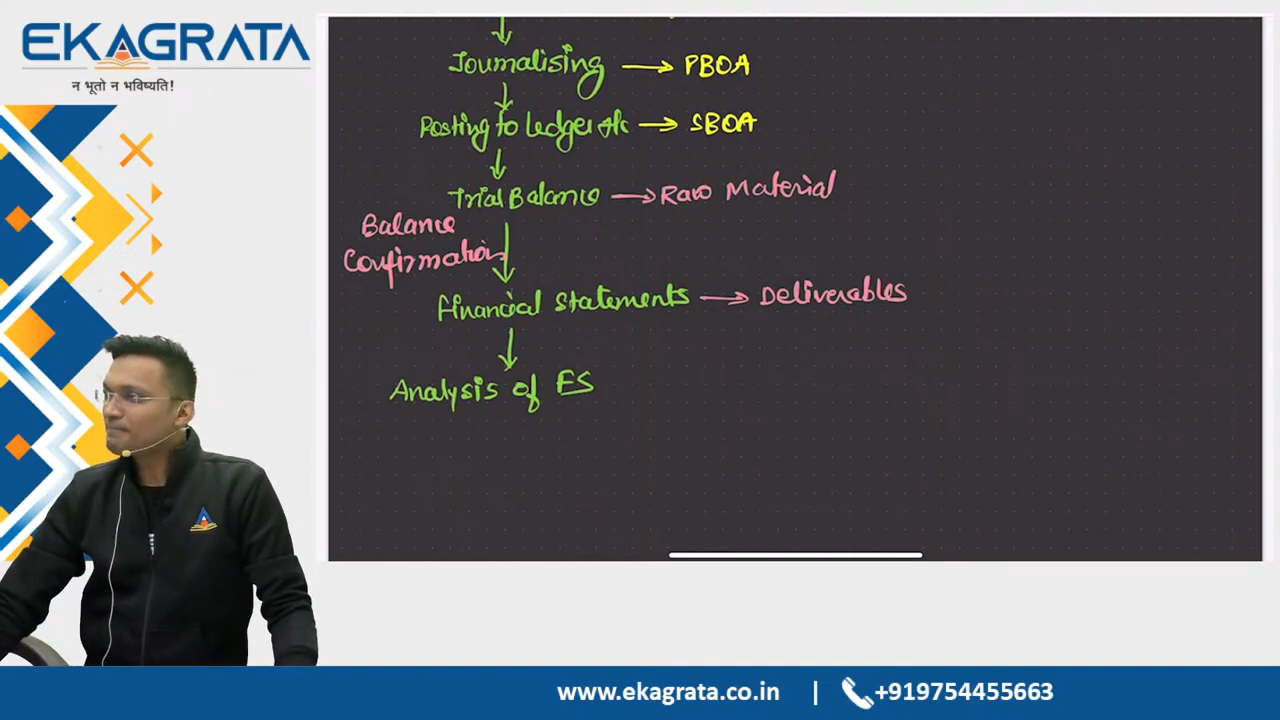 EKAGRATA
न भूतो न भविष्यति!
Journalising → PBOA
Posting to Ledger A/c → SBOA
Trial Balance → Raw Material
Balance
Confirmation
Financial Statements → Deliverables
Analysis of FS
www.ekagrata.co.in | +919754455663